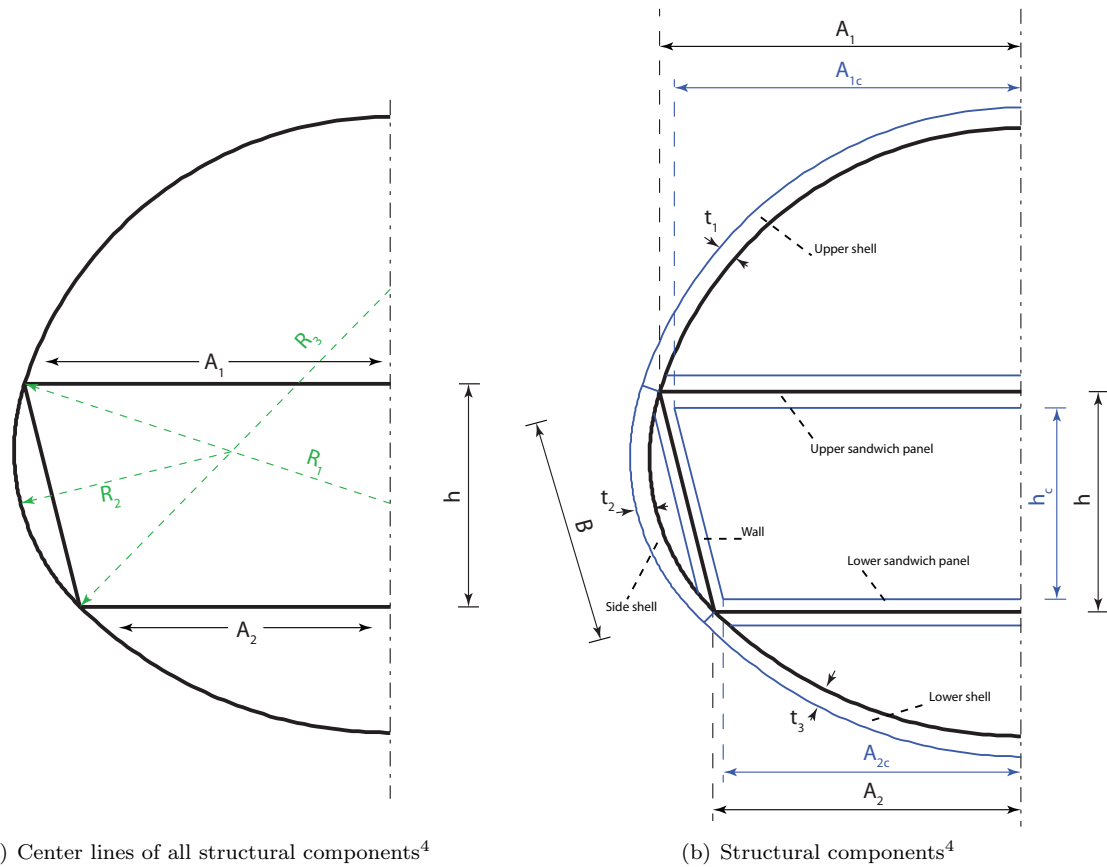 R₃
A₁
R₁
R₂
h
A₂
) Center lines of all structural components⁴
A₁
A₁c
t₁
Upper shell
Upper sandwich panel
h_c
h
B
t₂
Wall
Lower sandwich panel
Side shell
Lower shell
t₃
A₂c
A₂
(b) Structural components⁴